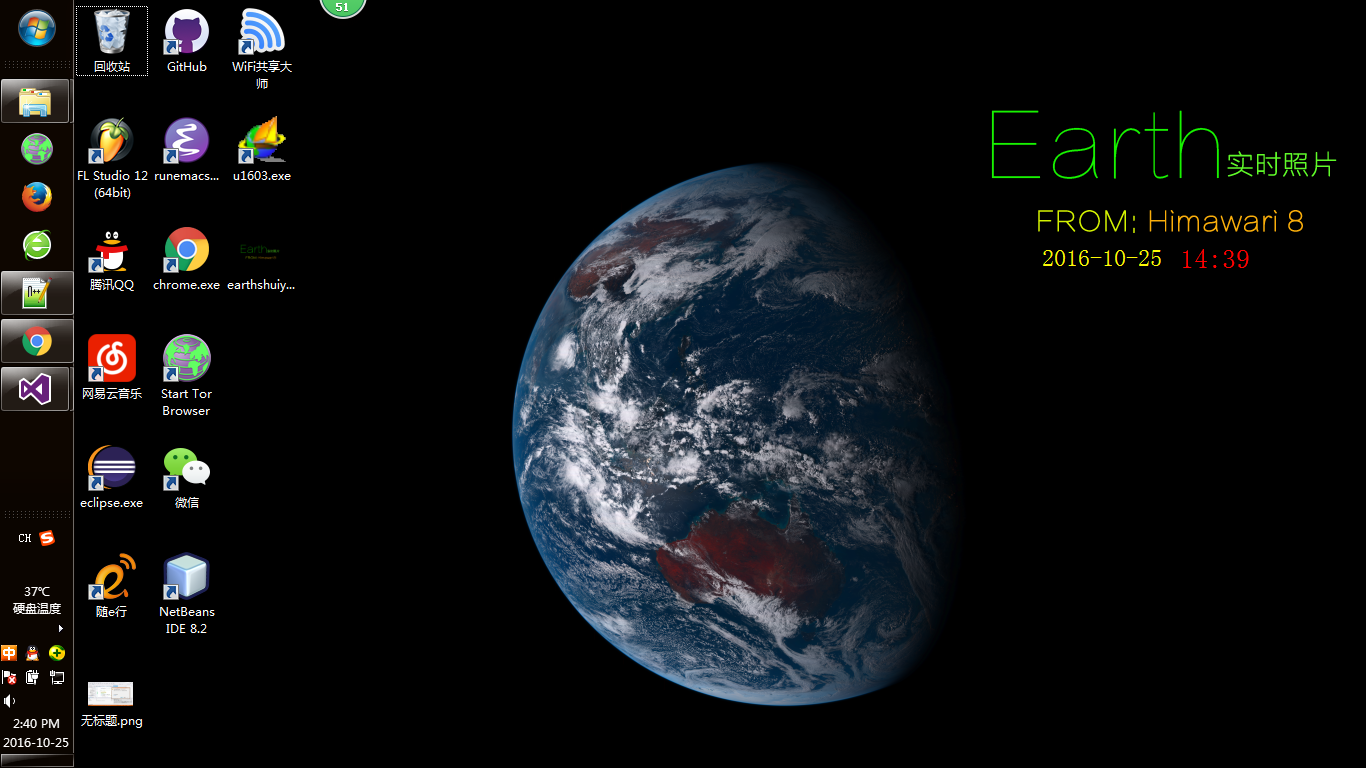 51
回收站
GitHub
WiFi共享大
师
FL Studio 12
(64bit)
runemacs...
u1603.exe
腾讯QQ
chrome.exe
earthshuiy...
网易云音乐
Start Tor
Browser
eclipse.exe
微信
随e行
NetBeans
IDE 8.2
无标题.png
Earth实时照片
FROM: Himawari 8
2016-10-25 14:39
CH
37℃
硬盘温度
中
2:40 PM
2016-10-25